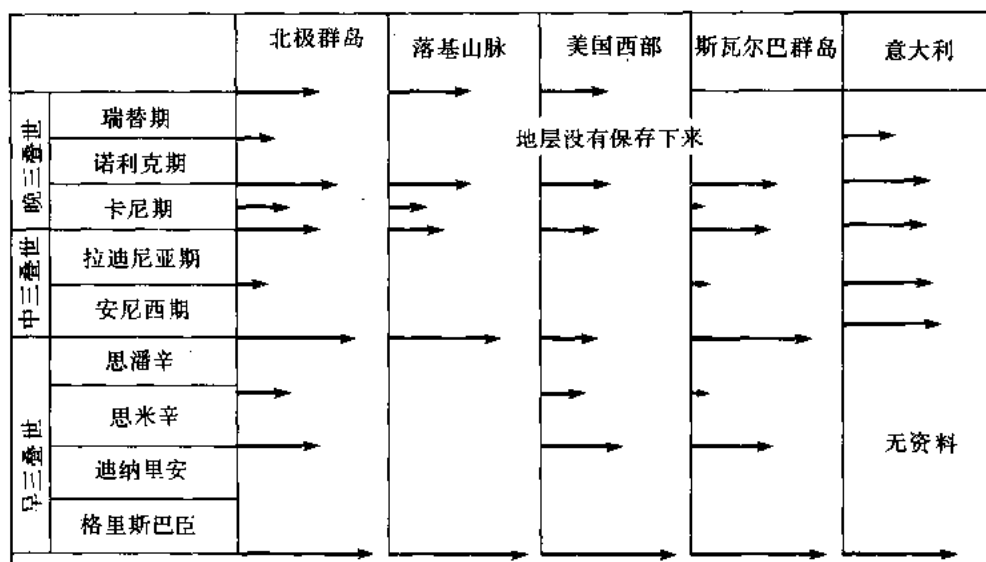 北极群岛
落基山脉
美国西部
斯瓦尔巴群岛
意大利
晚三叠世
瑞替期
诺利克期
卡尼期
地层没有保存下来
中三叠世
拉迪尼亚期
安尼西期
早三叠世
思潘辛
思米辛
迪纳里安
格里斯巴臣
无资料